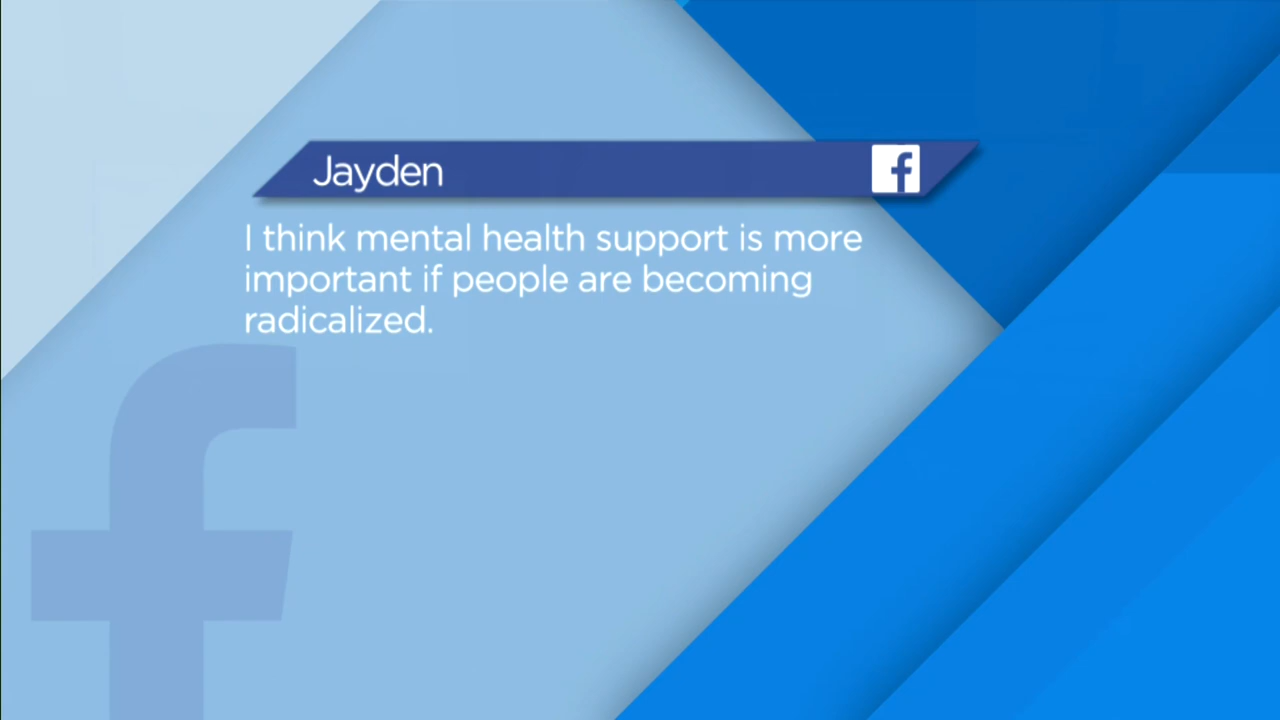 Jayden
I think mental health support is more
important if people are becoming
radicalized.